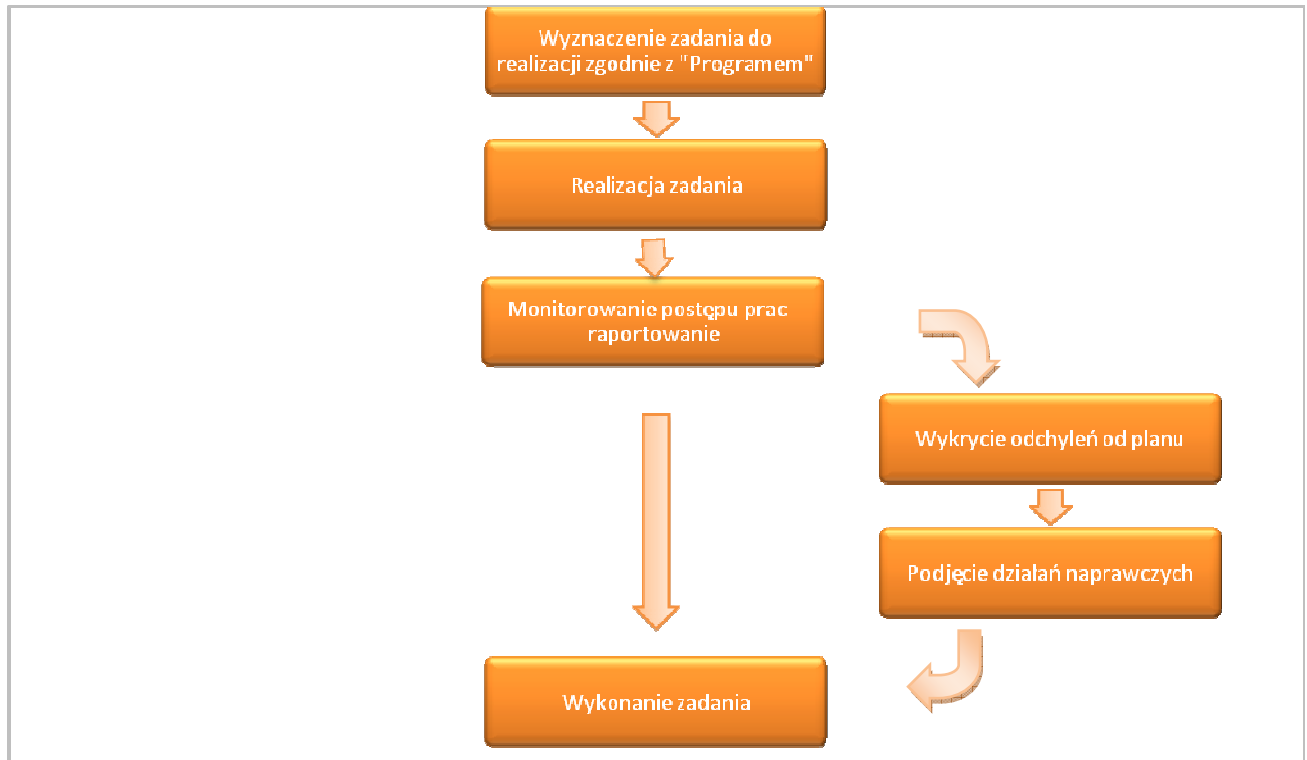 Wyznaczenie zadania do
realizacji zgodnie z "Programem"
Realizacja zadania
Monitorowanie postępu prac –
raportowanie
Wykrycie odchyleń od planu
Podjęcie działań naprawczych
Wykonanie zadania